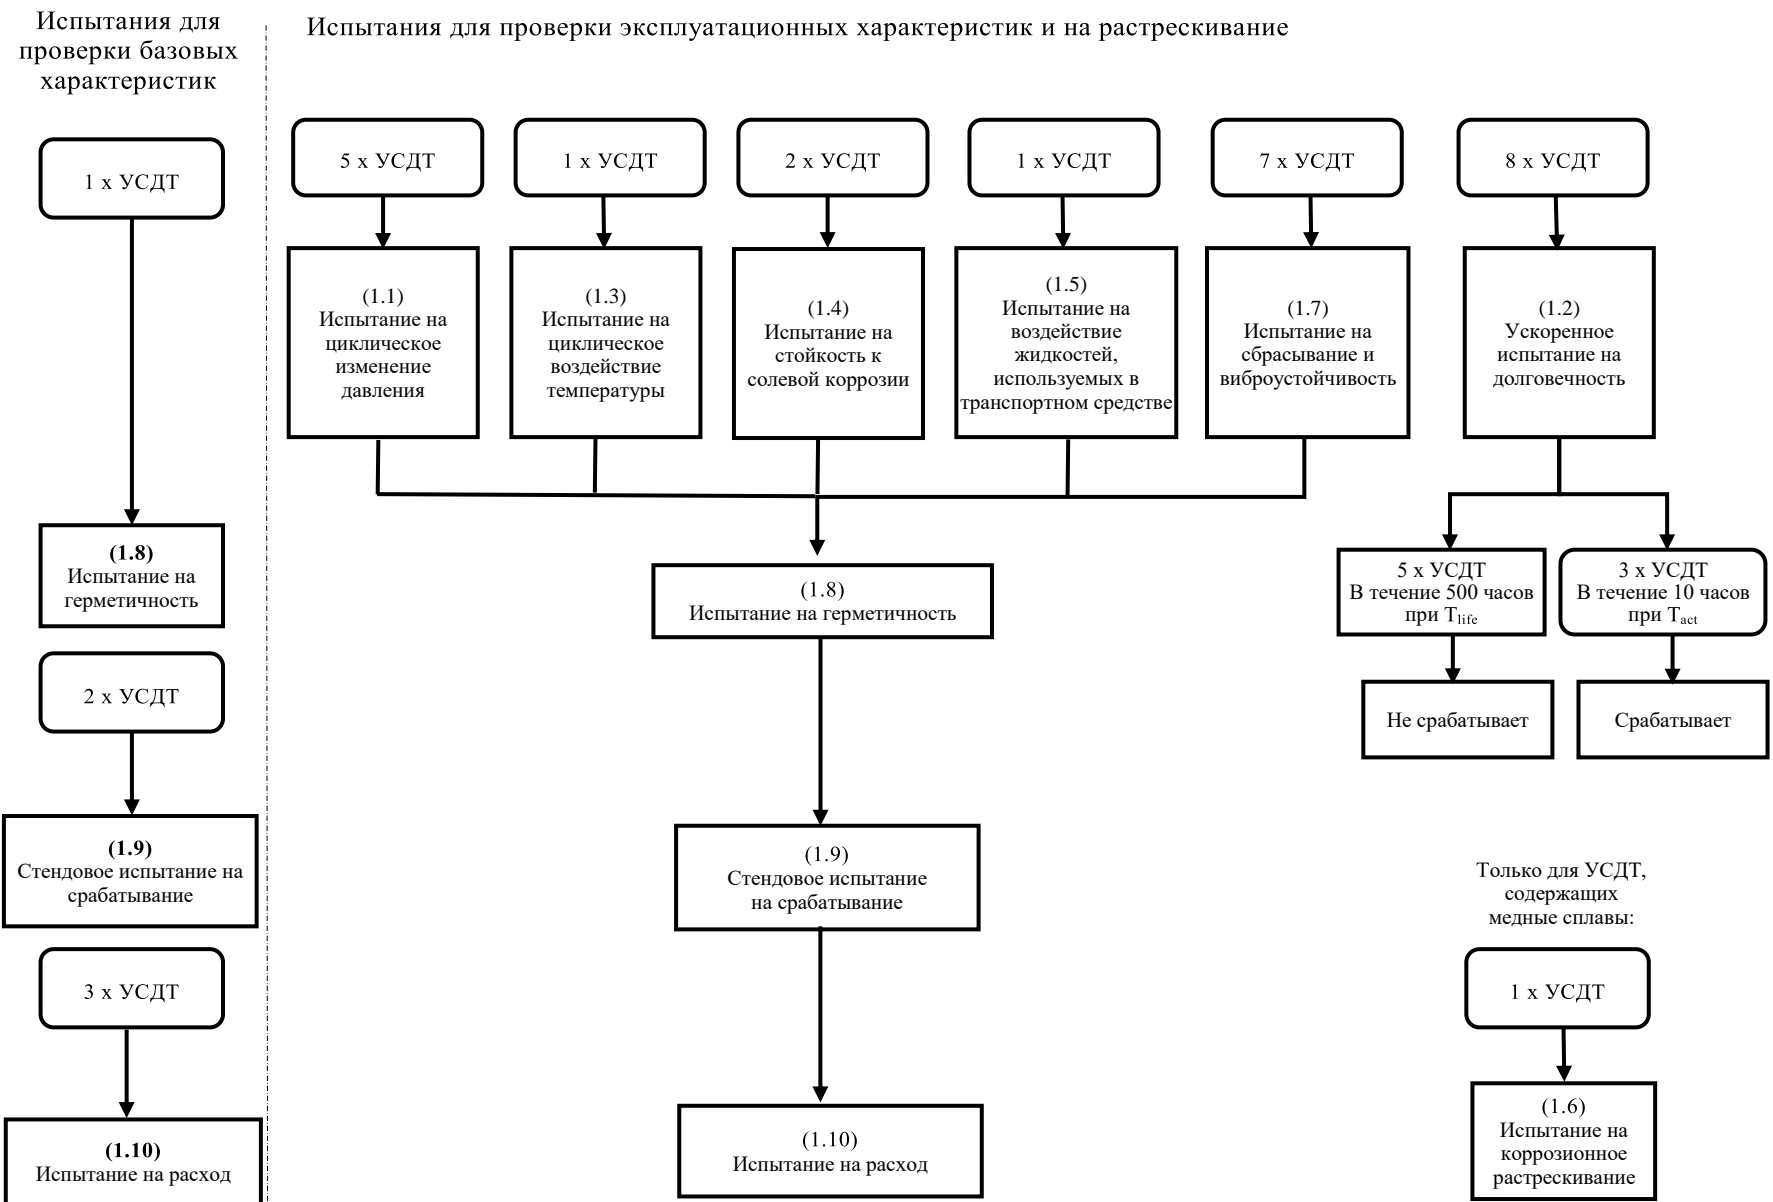 Испытания для
проверки базовых
характеристик
Испытания для проверки эксплуатационных характеристик и на растрескивание
1 x УСДТ
(1.8)
Испытание на
герметичность
2 x УСДТ
(1.9)
Стендовое испытание на
срабатывание
3 x УСДТ
(1.10)
Испытание на расход
5 x УСДТ
1 x УСДТ
2 x УСДТ
1 x УСДТ
7 x УСДТ
8 x УСДТ
(1.1)
Испытание на
циклическое
изменение
давления
(1.3)
Испытание на
циклическое
воздействие
температуры
(1.4)
Испытание на
стойкость к
солевой коррозии
(1.5)
Испытание на
воздействие
жидкостей,
используемых в
транспортном средстве
(1.7)
Испытание на
сбрасывание и
виброустойчивость
(1.2)
Ускоренное
испытание на
долговечность
(1.8)
Испытание на герметичность
(1.9)
Стендовое испытание
на срабатывание
(1.10)
Испытание на расход
5 x УСДТ
В течение 500 часов
при Tlife
3 x УСДТ
В течение 10 часов
при Tact
Не срабатывает
Срабатывает
Только для УСДТ,
содержащих
медные сплавы:
1 x УСДТ
(1.6)
Испытание на
коррозионное
растрескивание